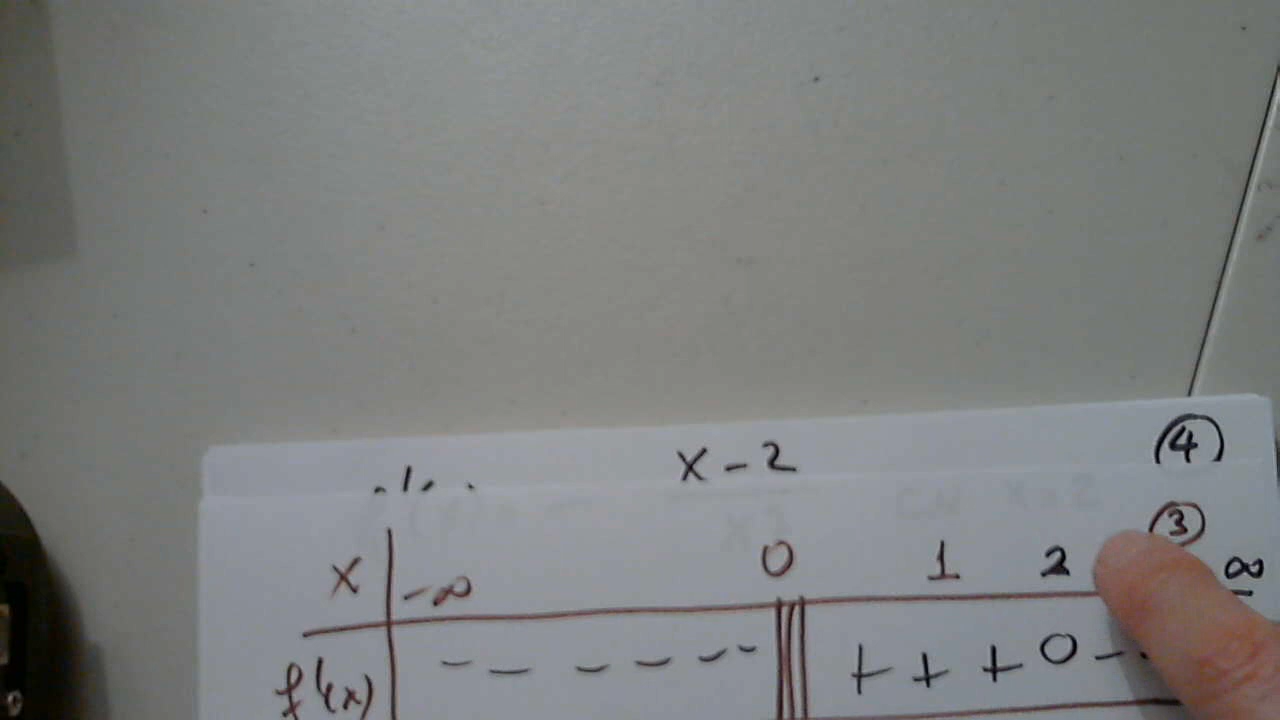 x - 2 ④
③
x -∞ 0 1 2 ∞
f'(x) - - - - - - + + + 0 -